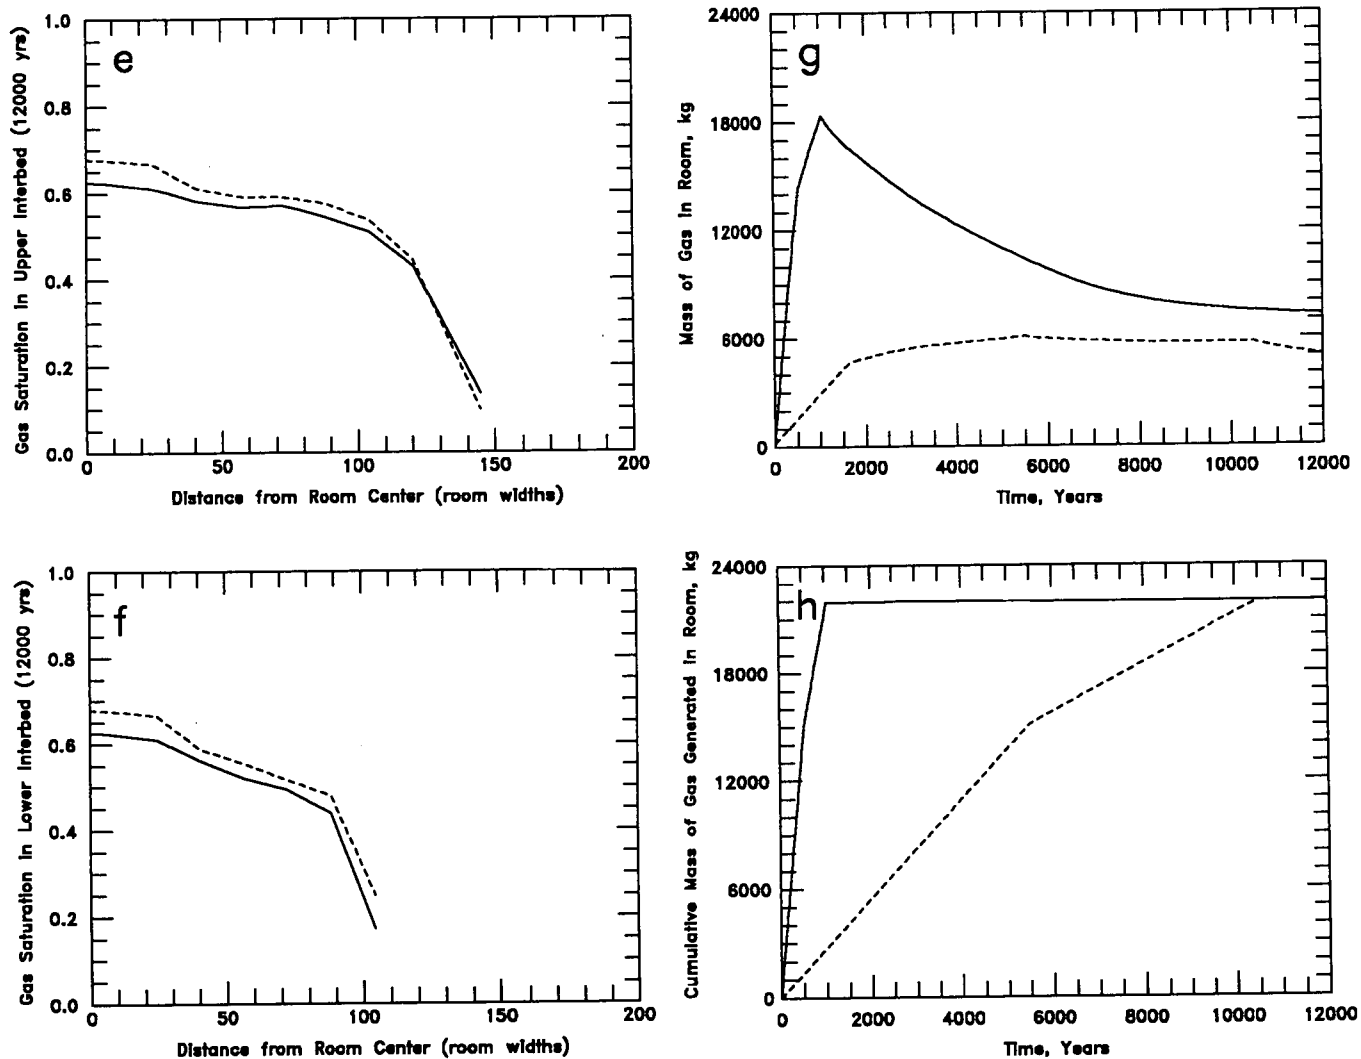 e
Gas Saturation in Upper Interbed (12000 yrs)
1.0
0.8
0.6
0.4
0.2
0.0
0 50 100 150 200
Distance from Room Center (room widths)
g
Mass of Gas in Room, kg
24000
18000
12000
6000
0
0 2000 4000 6000 8000 10000 12000
Time, Years
f
Gas Saturation in Lower Interbed (12000 yrs)
1.0
0.8
0.6
0.4
0.2
0.0
0 50 100 150 200
Distance from Room Center (room widths)
h
Cumulative Mass of Gas Generated in Room, kg
24000
18000
12000
6000
0
0 2000 4000 6000 8000 10000 12000
Time, Years